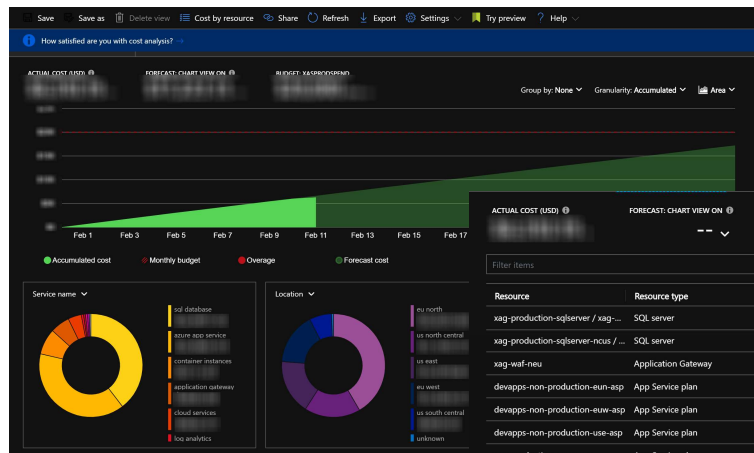 Save Save as Delete view Cost by resource Share Refresh Export Settings Try preview ? Help
How satisfied are you with cost analysis? →
ACTUAL COST (USD) FORECAST: CHART VIEW ON BUDGET: XASPRODSPEND
Group by: None Granularity: Accumulated Area
Feb 1 Feb 3 Feb 5 Feb 7 Feb 9 Feb 11 Feb 13 Feb 15 Feb 17
Accumulated cost Monthly budget Overage Forecast cost
Service name
sql database
azure app service
container instances
application gateway
cloud services
log analytics
Location
eu north
us north central
us east
eu west
us south central
unknown
ACTUAL COST (USD) FORECAST: CHART VIEW ON
--
Filter items
Resource Resource type
xag-production-sqlserver / xag-... SQL server
xag-production-sqlserver-ncus / ... SQL server
xag-waf-neu Application Gateway
devapps-non-production-eun-asp App Service plan
devapps-non-production-euw-asp App Service plan
devapps-non-production-use-asp App Service plan